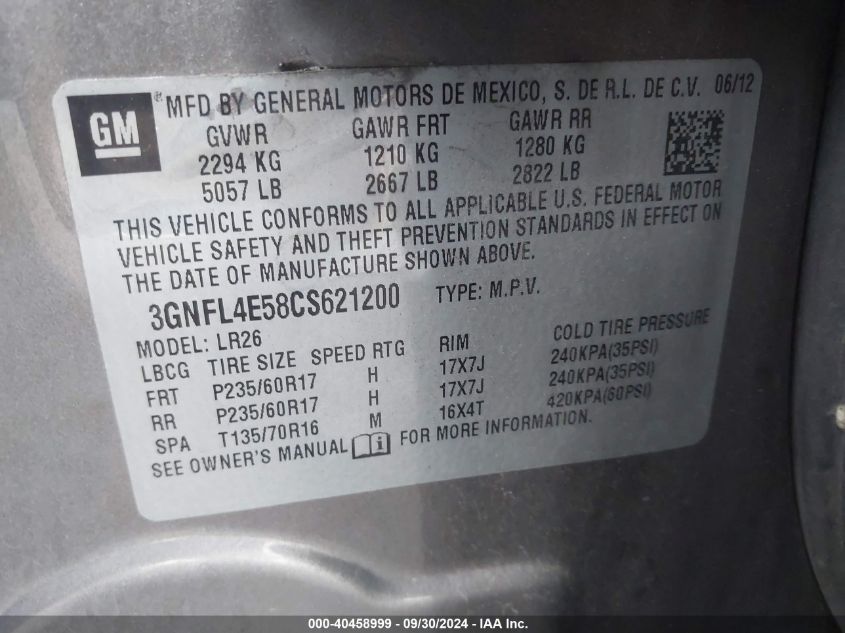 GM ® MFD BY GENERAL MOTORS DE MEXICO, S. DE R.L. DE C.V. 06/12
GVWR GAWR FRT GAWR RR
2294 KG 1210 KG 1280 KG
5057 LB 2667 LB 2822 LB
THIS VEHICLE CONFORMS TO ALL APPLICABLE U.S. FEDERAL MOTOR
VEHICLE SAFETY AND THEFT PREVENTION STANDARDS IN EFFECT ON
THE DATE OF MANUFACTURE SHOWN ABOVE.
3GNFL4E58CS621200 TYPE: M.P.V.
MODEL: LR26
LBCG TIRE SIZE SPEED RTG RIM COLD TIRE PRESSURE
FRT P235/60R17 H 17X7J 240KPA(35PSI)
RR P235/60R17 H 17X7J 240KPA(35PSI)
SPA T135/70R16 M 16X4T 420KPA(60PSI)
SEE OWNER'S MANUAL i FOR MORE INFORMATION.
000-40458999 / 09/30/2024 - IAA Inc.